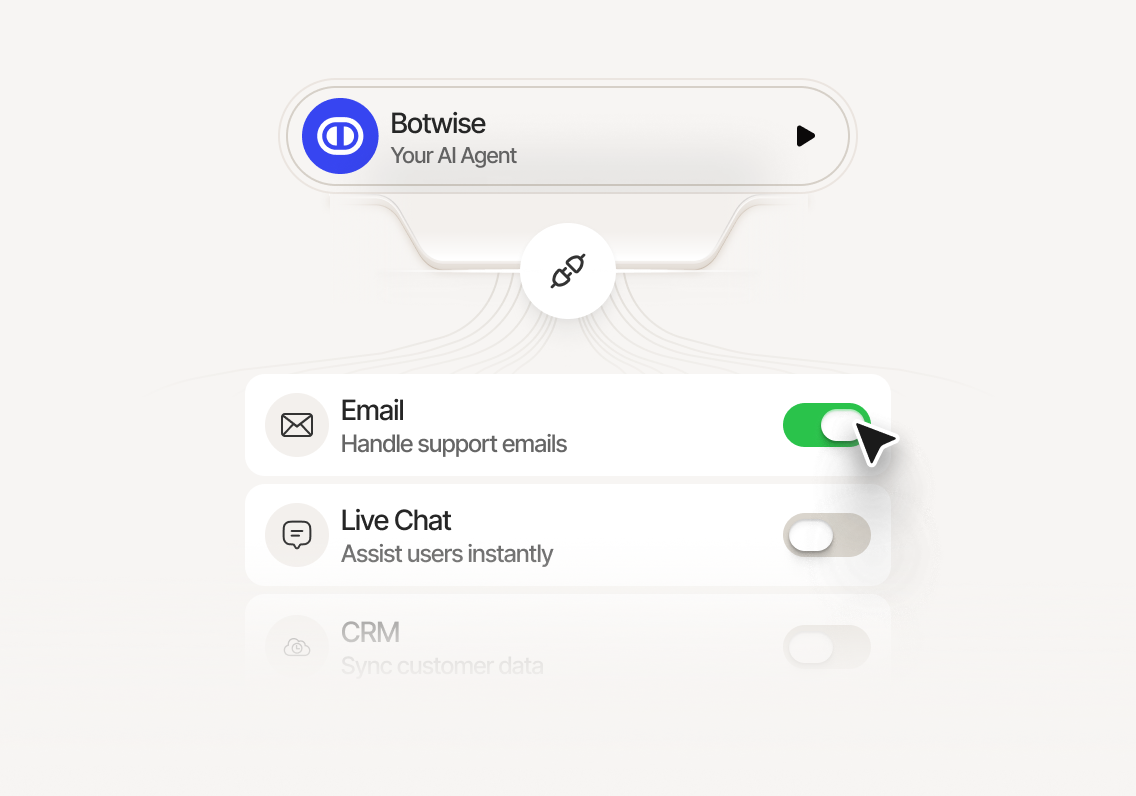 Botwise
Your AI Agent
Email
Handle support emails
Live Chat
Assist users instantly
CRM
Sync customer data